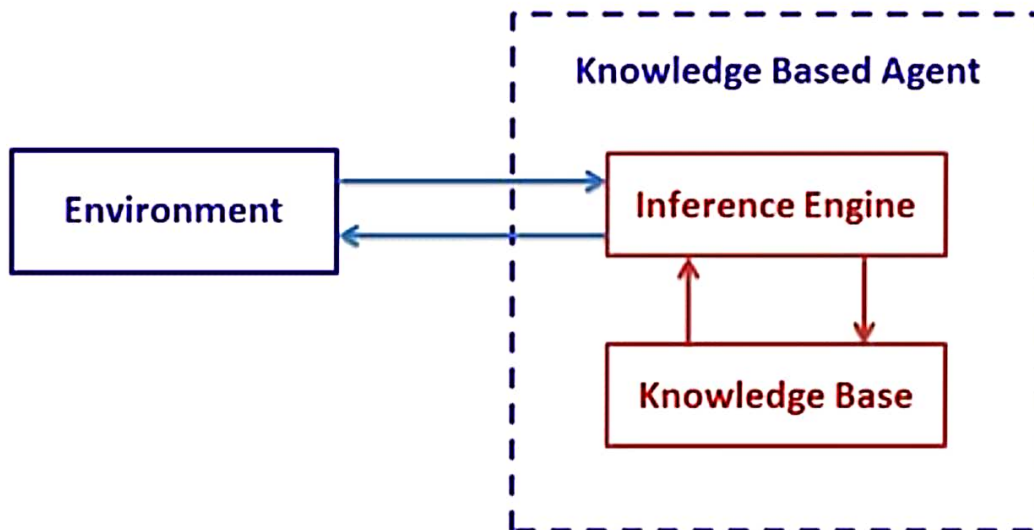 Knowledge Based Agent
Environment
Inference Engine
Knowledge Base